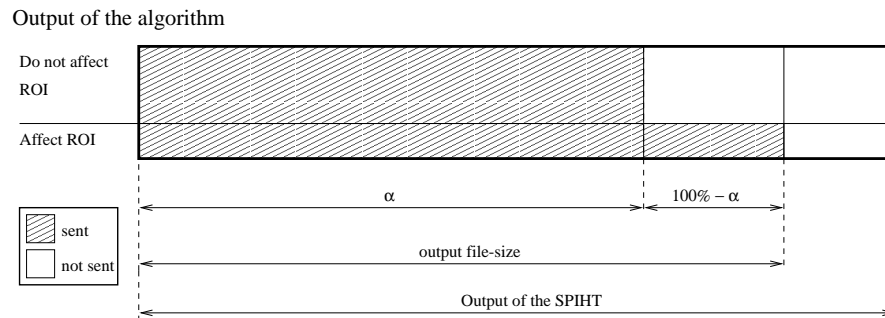 Output of the algorithm
Do not affect
ROI
Affect ROI
α
100% − α
sent
not sent
output file-size
Output of the SPIHT